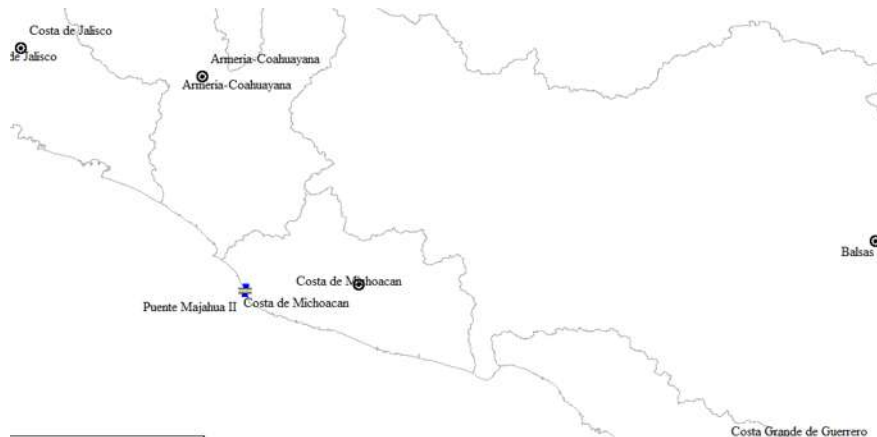 Costa de Jalisco
de Jalisco
Armeria-Coahuayana
Armeria-Coahuayana
Balsas
Costa de Michoacan
Puente Majahua II
Costa de Michoacan
Costa Grande de Guerrero